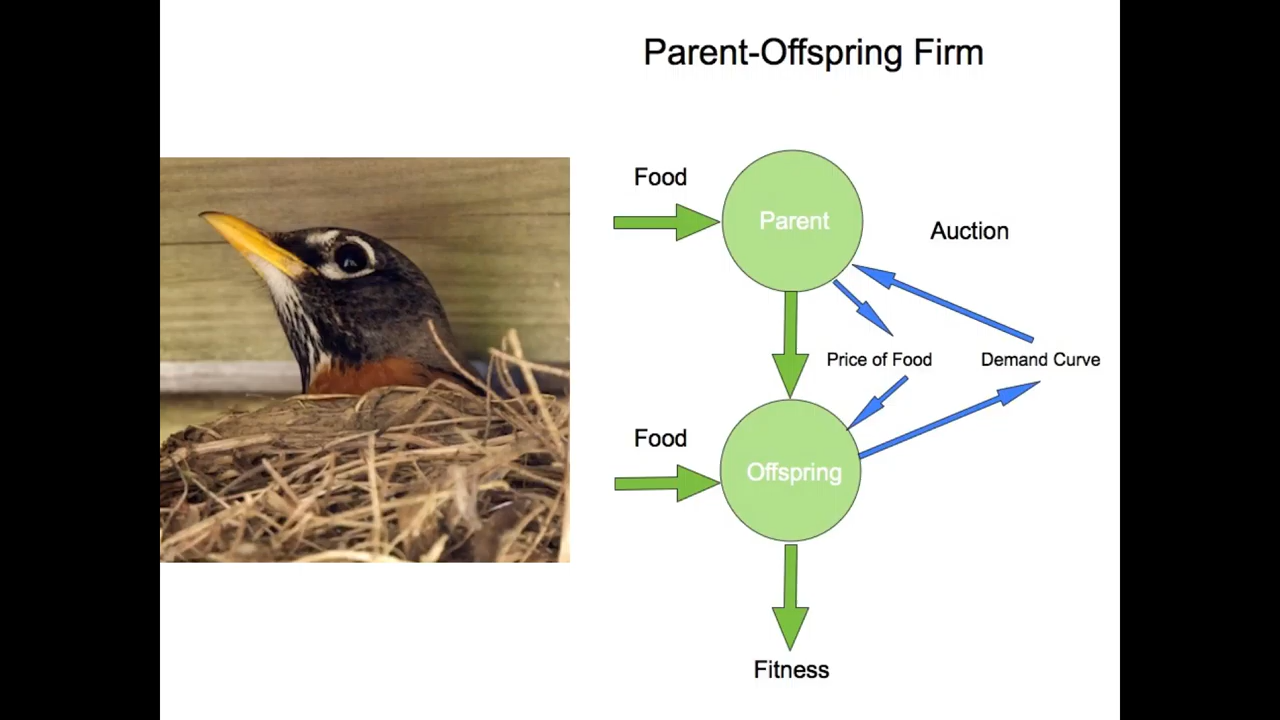 Parent-Offspring Firm
Food
Parent
Auction
Price of Food
Demand Curve
Food
Offspring
Fitness